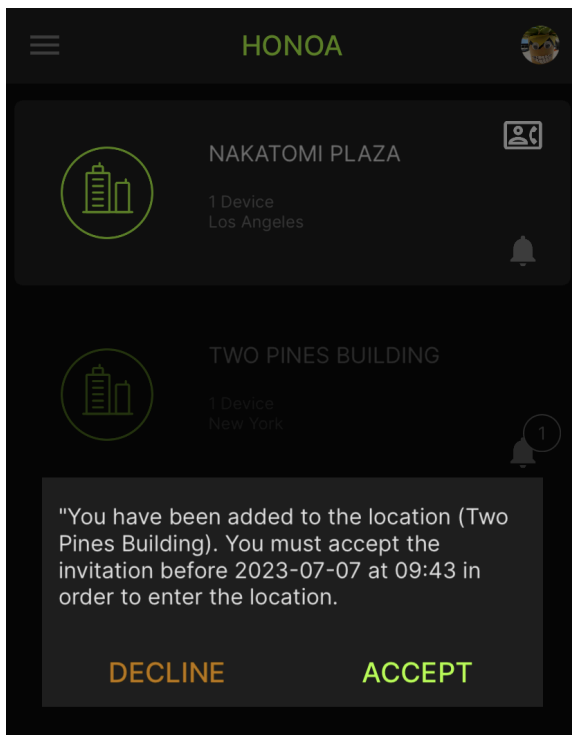 HONOA
NAKATOMI PLAZA
1 Device
Los Angeles
TWO PINES BUILDING
1 Device
New York
1
"You have been added to the location (Two
Pines Building). You must accept the
invitation before 2023-07-07 at 09:43 in
order to enter the location.
DECLINE ACCEPT